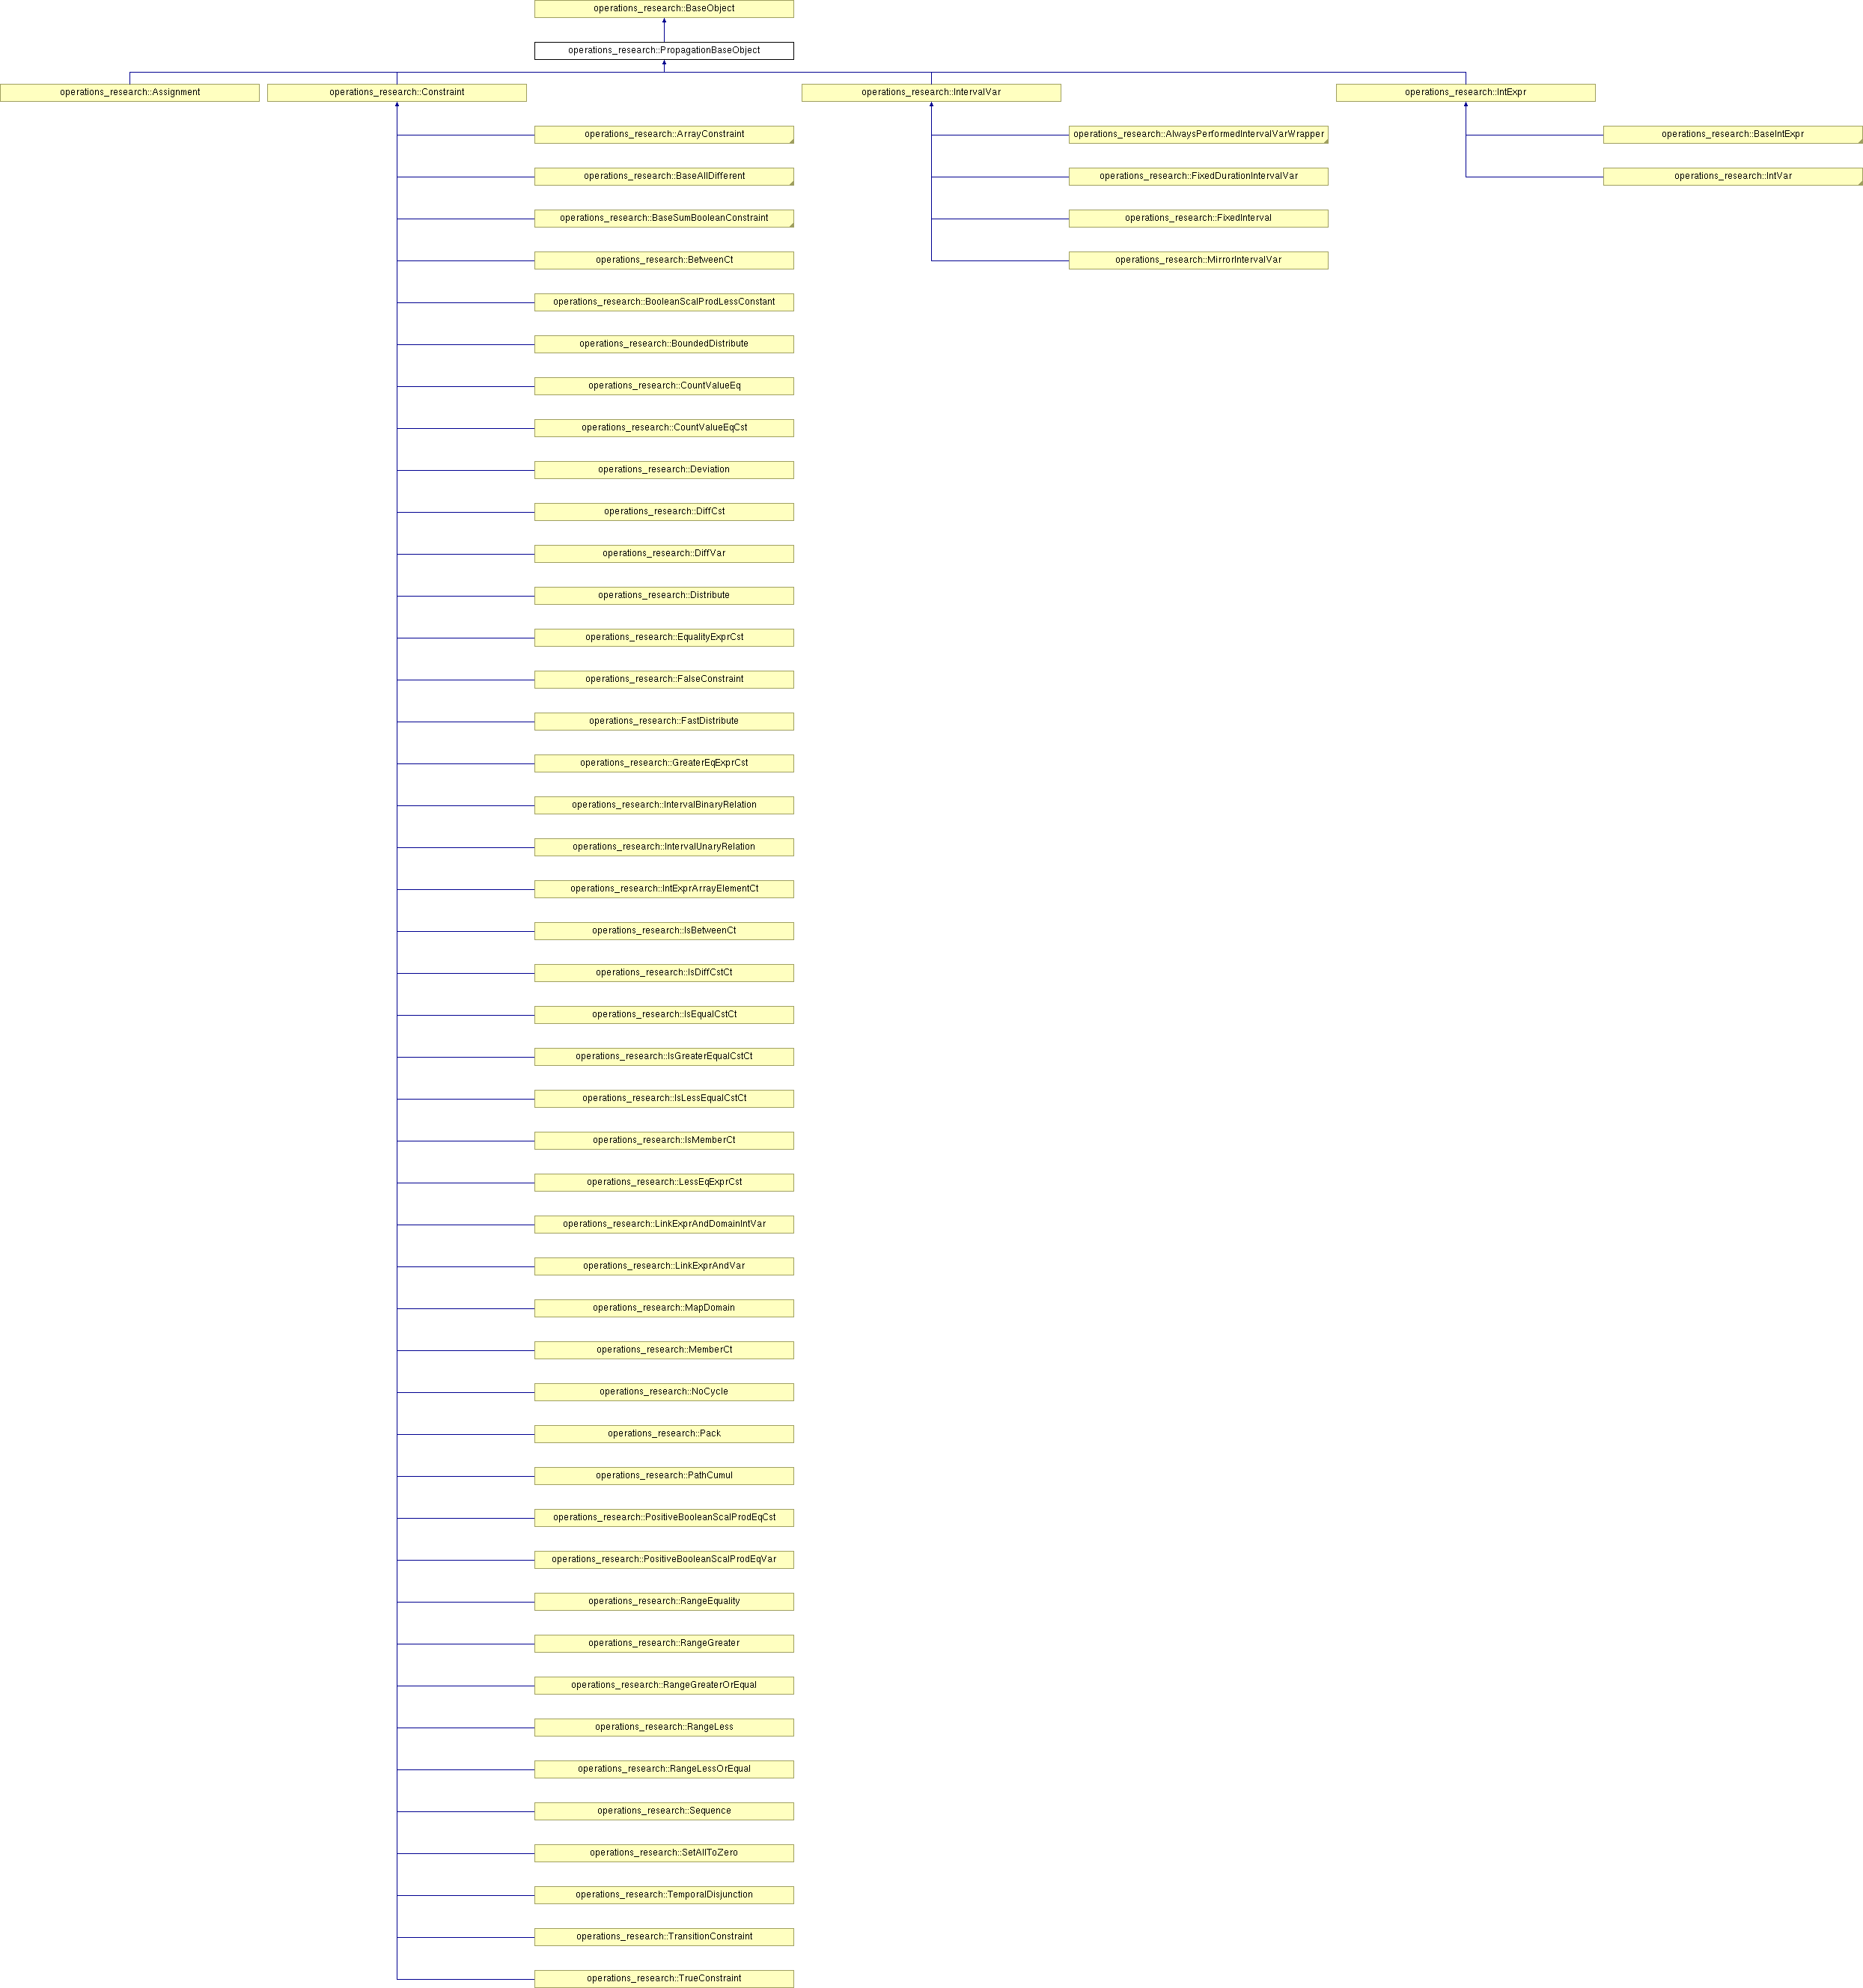 operations_research::BaseObject
operations_research::PropagationBaseObject
operations_research::Assignment
operations_research::Constraint
operations_research::IntervalVar
operations_research::IntExpr
operations_research::ArrayConstraint
operations_research::AlwaysPerformedIntervalVarWrapper
operations_research::BaseIntExpr
operations_research::BaseAllDifferent
operations_research::FixedDurationIntervalVar
operations_research::IntVar
operations_research::BaseSumBooleanConstraint
operations_research::FixedInterval
operations_research::BetweenCt
operations_research::MirrorIntervalVar
operations_research::BooleanScalProdLessConstant
operations_research::BoundedDistribute
operations_research::CountValueEq
operations_research::CountValueEqCst
operations_research::Deviation
operations_research::DiffCst
operations_research::DiffVar
operations_research::Distribute
operations_research::EqualityExprCst
operations_research::FalseConstraint
operations_research::FastDistribute
operations_research::GreaterEqExprCst
operations_research::IntervalBinaryRelation
operations_research::IntervalUnaryRelation
operations_research::IntExprArrayElementCt
operations_research::IsBetweenCt
operations_research::IsDiffCstCt
operations_research::IsEqualCstCt
operations_research::IsGreaterEqualCstCt
operations_research::IsLessEqualCstCt
operations_research::IsMemberCt
operations_research::LessEqExprCst
operations_research::LinkExprAndDomainIntVar
operations_research::LinkExprAndVar
operations_research::MapDomain
operations_research::MemberCt
operations_research::NoCycle
operations_research::Pack
operations_research::PathCumul
operations_research::PositiveBooleanScalProdEqCst
operations_research::PositiveBooleanScalProdEqVar
operations_research::RangeEquality
operations_research::RangeGreater
operations_research::RangeGreaterOrEqual
operations_research::RangeLess
operations_research::RangeLessOrEqual
operations_research::Sequence
operations_research::SetAllToZero
operations_research::TemporalDisjunction
operations_research::TransitionConstraint
operations_research::TrueConstraint